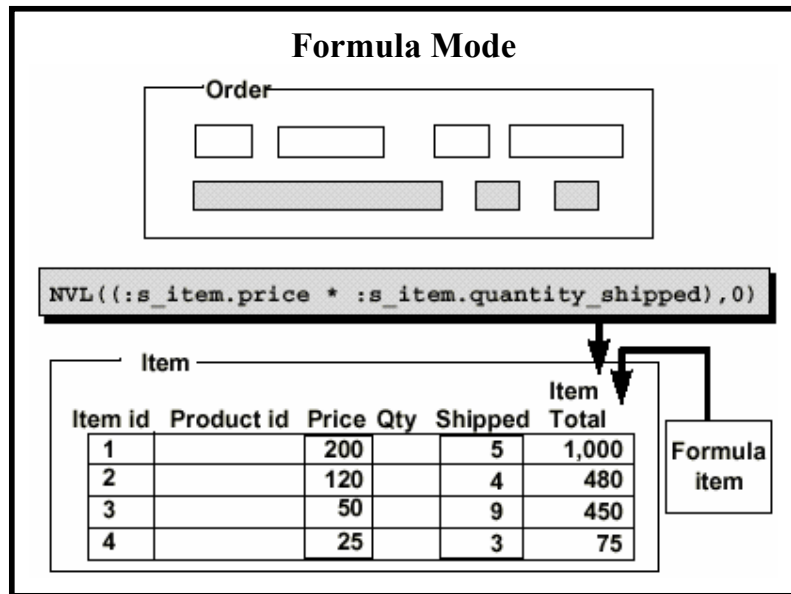 Formula Mode
Order
NVL((:s_item.price * :s_item.quantity_shipped),0)
Item
Item id Product id Price Qty Shipped Item Total
1 200 5 1,000
2 120 4 480
3 50 9 450
4 25 3 75
Formula
item